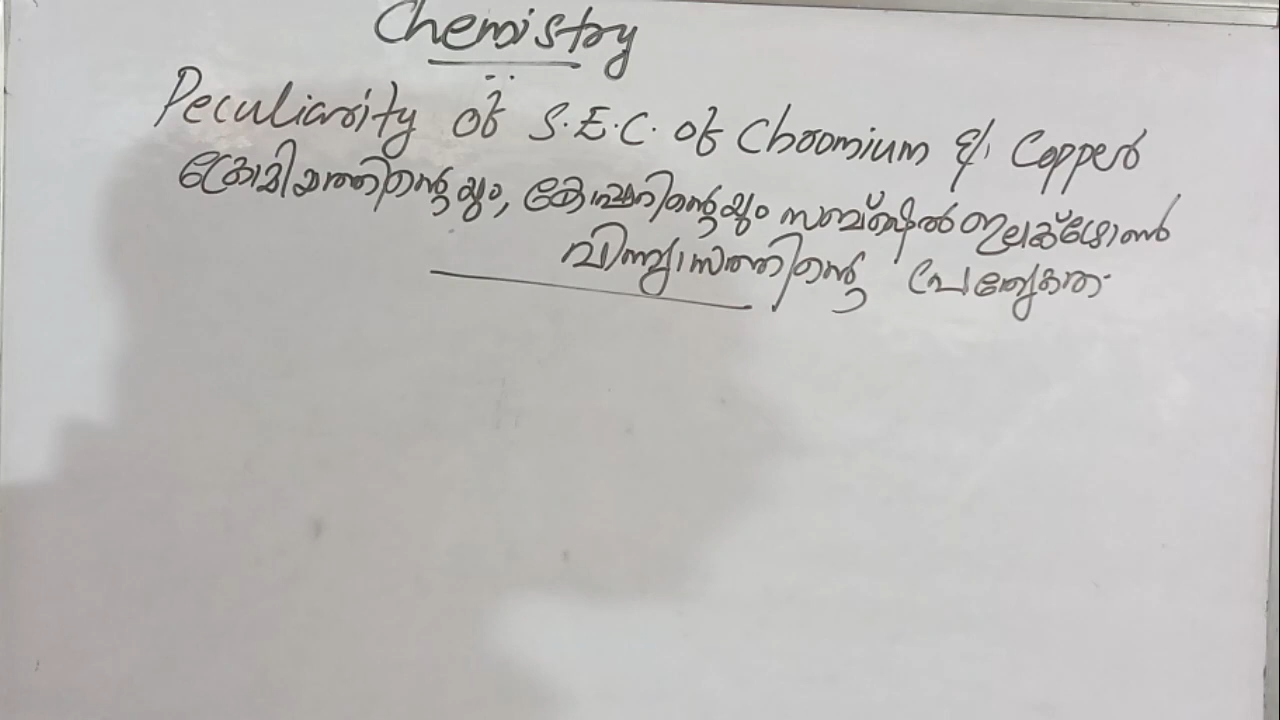 Chemistry
Peculiarity of S.E.C. of Chromium & Copper
ക്രോമിയത്തിന്റെയും, കോപ്പറിന്റെയും സബ്ഷെൽ ഇലക്ട്രോൺ
വിന്യാസത്തിന്റെ പ്രത്യേകത.